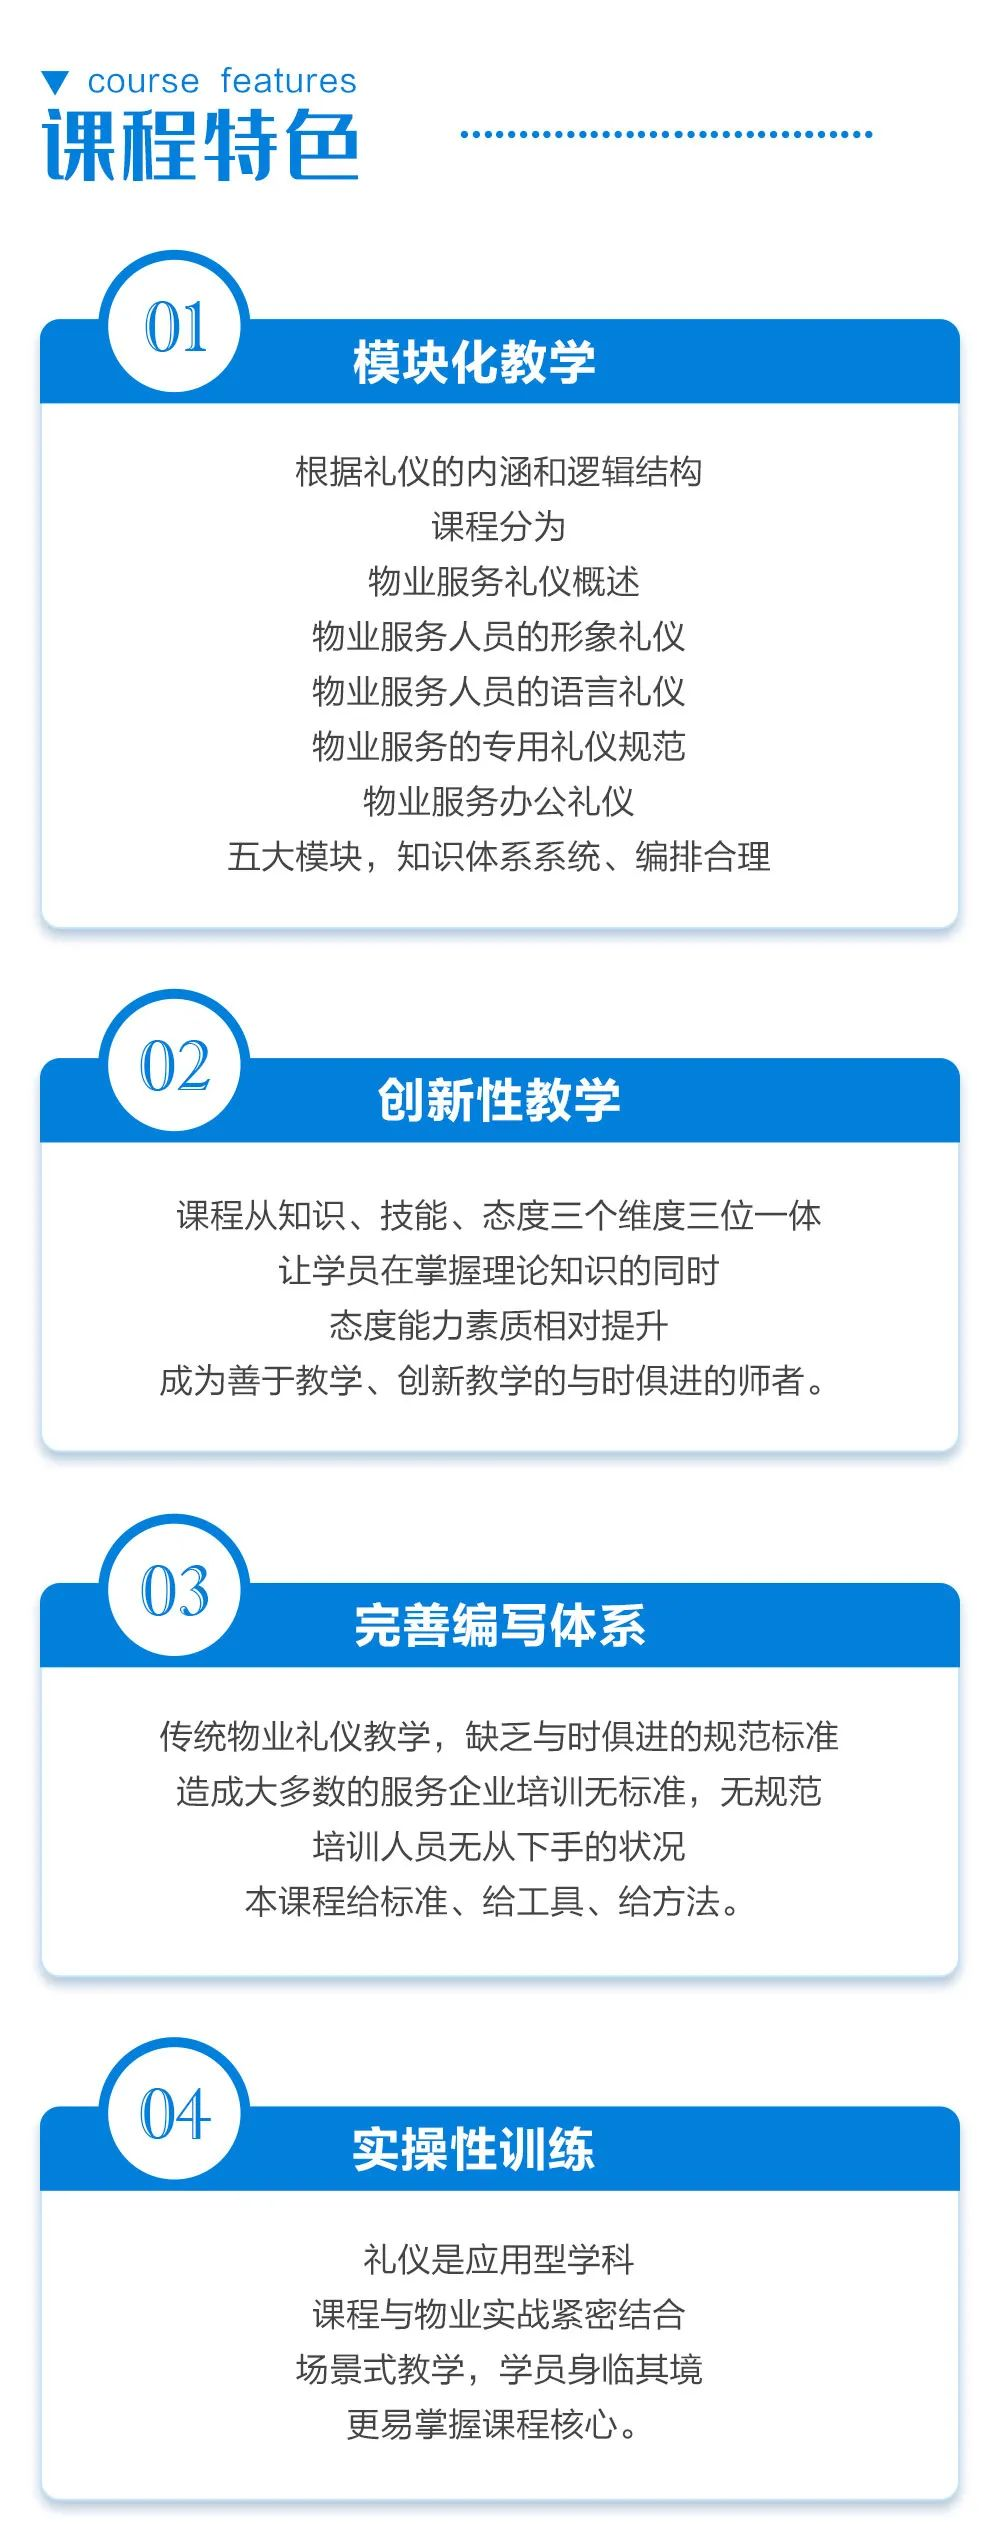 course features
课程特色
01
模块化教学
根据礼仪的内涵和逻辑结构
课程分为
物业服务礼仪概述
物业服务人员的形象礼仪
物业服务人员的语言礼仪
物业服务的专用礼仪规范
物业服务办公礼仪
五大模块，知识体系系统、编排合理
02
创新性教学
课程从知识、技能、态度三个维度三位一体
让学员在掌握理论知识的同时
态度能力素质相对提升
成为善于教学、创新教学的与时俱进的师者。
03
完善编写体系
传统物业礼仪教学，缺乏与时俱进的规范标准
造成大多数的服务企业培训无标准，无规范
培训人员无从下手的状况
本课程给标准、给工具、给方法。
04
实操性训练
礼仪是应用型学科
课程与物业实战紧密结合
场景式教学，学员身临其境
更易掌握课程核心。